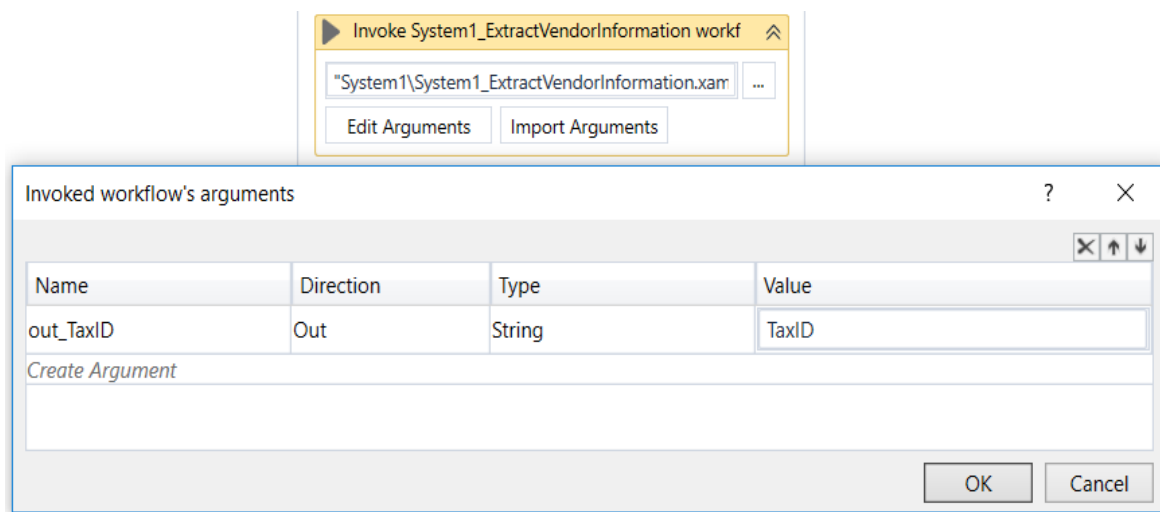 Invoke System1_ExtractVendorInformation workf
"System1\System1_ExtractVendorInformation.xam
...
Edit Arguments Import Arguments
Invoked workflow's arguments ?
Name Direction Type Value
out_TaxID Out String TaxID
Create Argument
OK Cancel